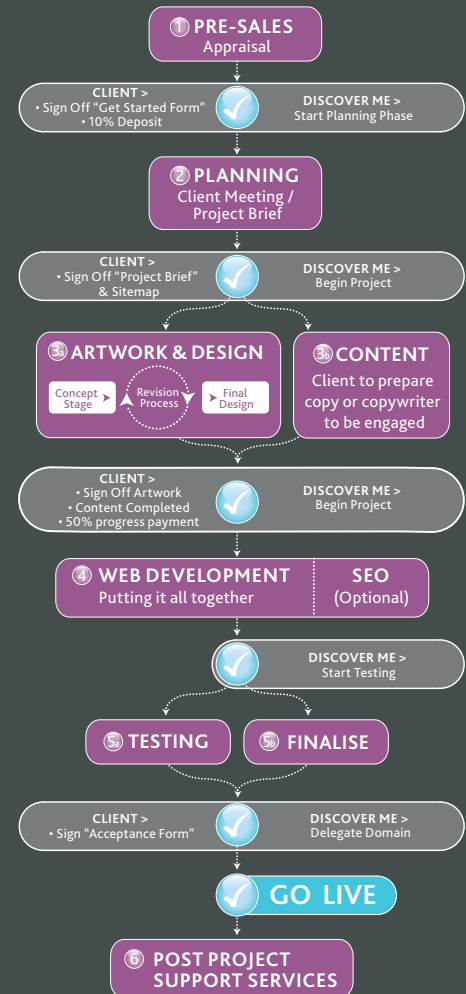 1 PRE-SALES
Appraisal
CLIENT >
• Sign Off “Get Started Form”
• 10% Deposit
DISCOVER ME >
Start Planning Phase
2 PLANNING
Client Meeting /
Project Brief
CLIENT >
• Sign Off “Project Brief”
& Sitemap
DISCOVER ME >
Begin Project
3a ARTWORK & DESIGN
Concept
Stage
Revision
Process
Final
Design
3b CONTENT
Client to prepare
copy or copywriter
to be engaged
CLIENT >
• Sign Off Artwork
• Content Completed
• 50% progress payment
DISCOVER ME >
Begin Project
4 WEB DEVELOPMENT
Putting it all together
SEO
(Optional)
DISCOVER ME >
Start Testing
5a TESTING
5b FINALISE
CLIENT >
• Sign “Acceptance Form”
DISCOVER ME >
Delegate Domain
GO LIVE
6 POST PROJECT
SUPPORT SERVICES